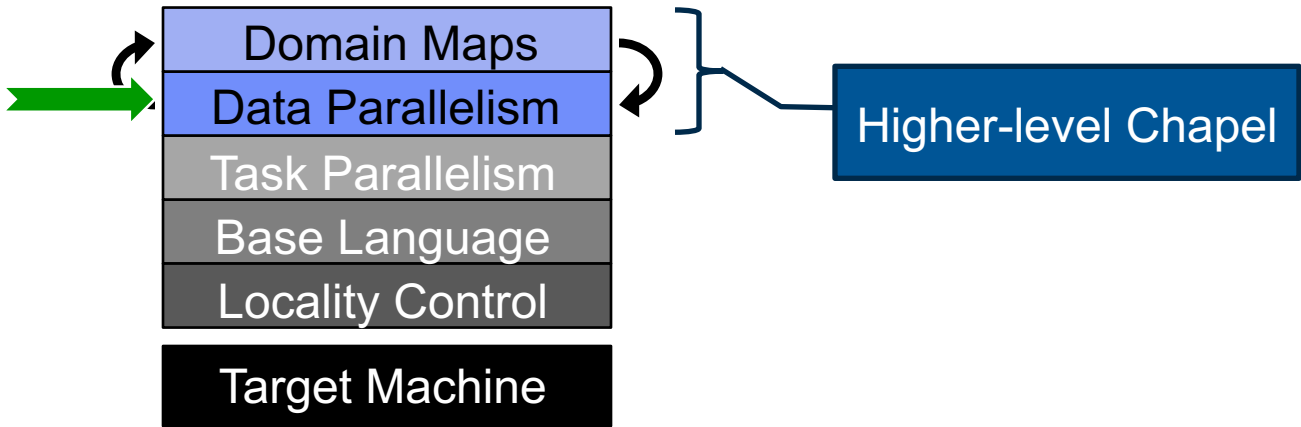 Domain Maps
Data Parallelism
Higher-level Chapel
Task Parallelism
Base Language
Locality Control
Target Machine